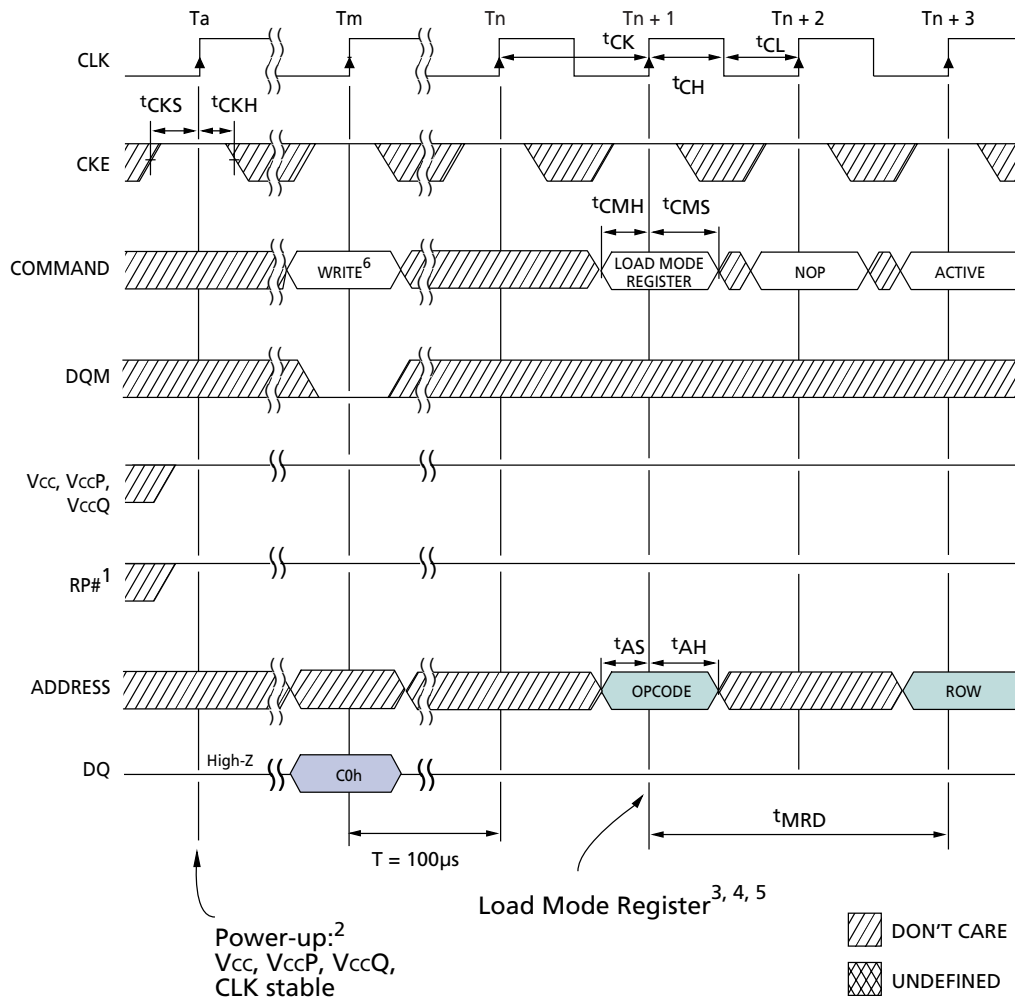 Ta Tm Tn Tn + 1 Tn + 2 Tn + 3
CLK
tCK
tCL
tCH
tCKS tCKH
CKE
tCMH tCMS
COMMAND
WRITE6
LOAD MODE
REGISTER
NOP
ACTIVE
DQM
Vcc, VccP,
VccQ
RP#1
tAS tAH
ADDRESS
OPCODE
ROW
DQ
High-Z
C0h
T = 100µs
tMRD
Load Mode Register3, 4, 5
Power-up:2
Vcc, VccP, VccQ,
CLK stable
DON'T CARE
UNDEFINED